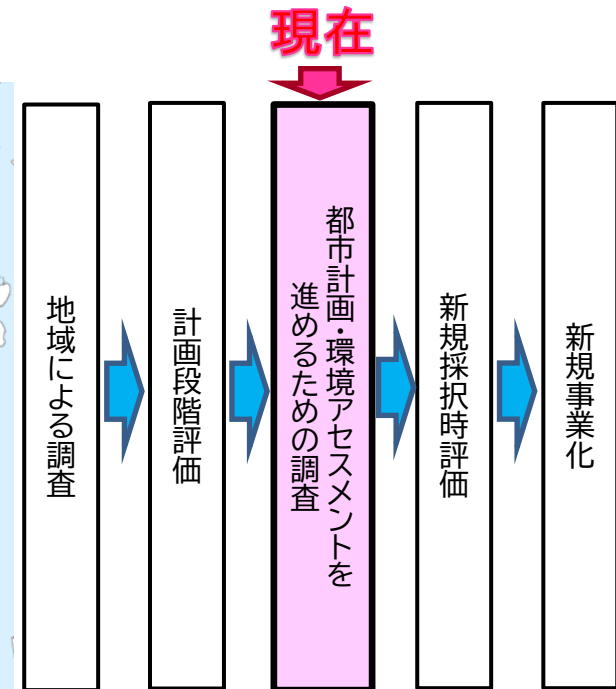 現在
地域による調査
計画段階評価
都市計画・環境アセスメントを
進めるための調査
新規採択時評価
新規事業化